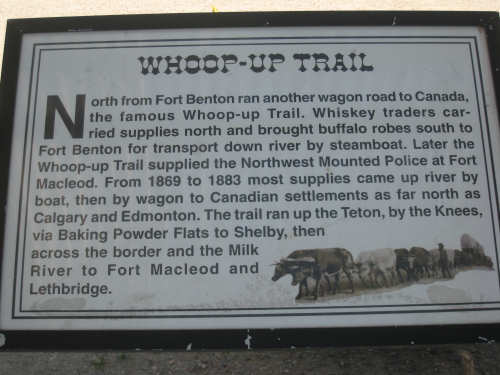 WHOOP-UP TRAIL
North from Fort Benton ran another wagon road to Canada,
the famous Whoop-up Trail. Whiskey traders car-
ried supplies north and brought buffalo robes south to
Fort Benton for transport down river by steamboat. Later the
Whoop-up Trail supplied the Northwest Mounted Police at Fort
Macleod. From 1869 to 1883 most supplies came up river by
boat, then by wagon to Canadian settlements as far north as
Calgary and Edmonton. The trail ran up the Teton, by the Knees,
via Baking Powder Flats to Shelby, then
across the border and the Milk
River to Fort Macleod and
Lethbridge.